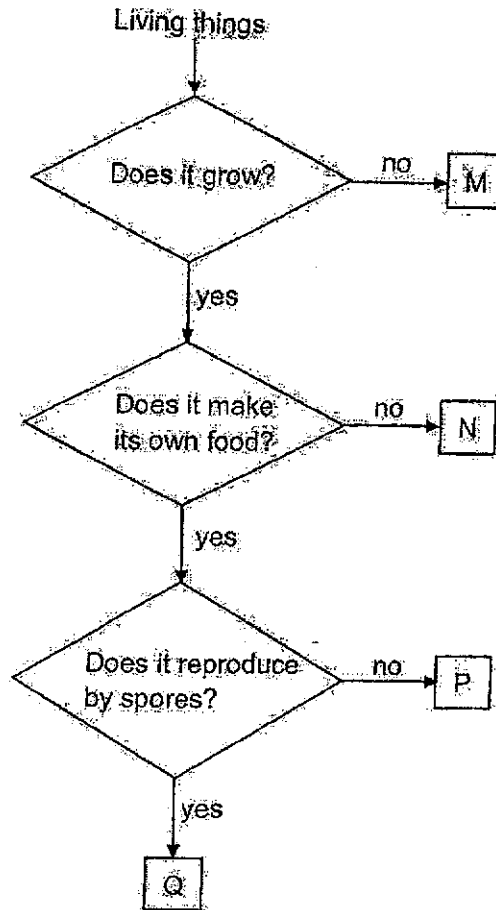 Living things
Does it grow?
no
M
yes
Does it make
its own food?
no
N
yes
Does it reproduce
by spores?
no
P
yes
Q